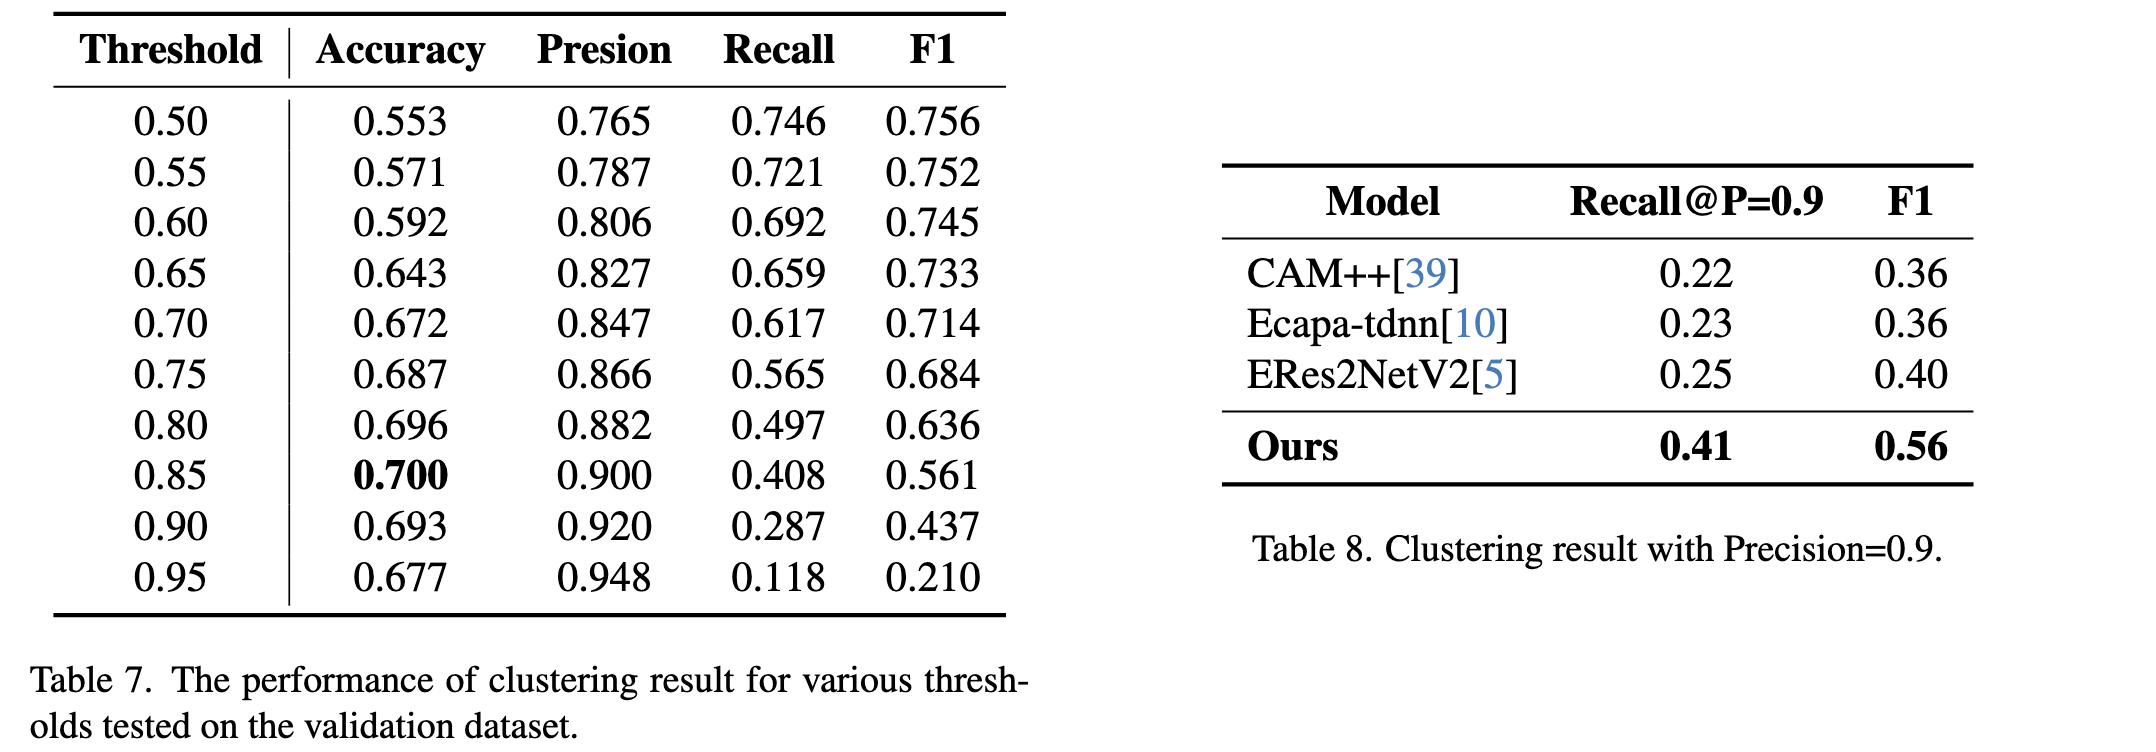 Threshold Accuracy Presion Recall F1
0.50 0.553 0.765 0.746 0.756
0.55 0.571 0.787 0.721 0.752
0.60 0.592 0.806 0.692 0.745
0.65 0.643 0.827 0.659 0.733
0.70 0.672 0.847 0.617 0.714
0.75 0.687 0.866 0.565 0.684
0.80 0.696 0.882 0.497 0.636
0.85 0.700 0.900 0.408 0.561
0.90 0.693 0.920 0.287 0.437
0.95 0.677 0.948 0.118 0.210
Table 7. The performance of clustering result for various thresh-
olds tested on the validation dataset.
Model Recall@P=0.9 F1
CAM++[39] 0.22 0.36
Ecapa-tdnn[10] 0.23 0.36
ERes2NetV2[5] 0.25 0.40
Ours 0.41 0.56
Table 8. Clustering result with Precision=0.9.